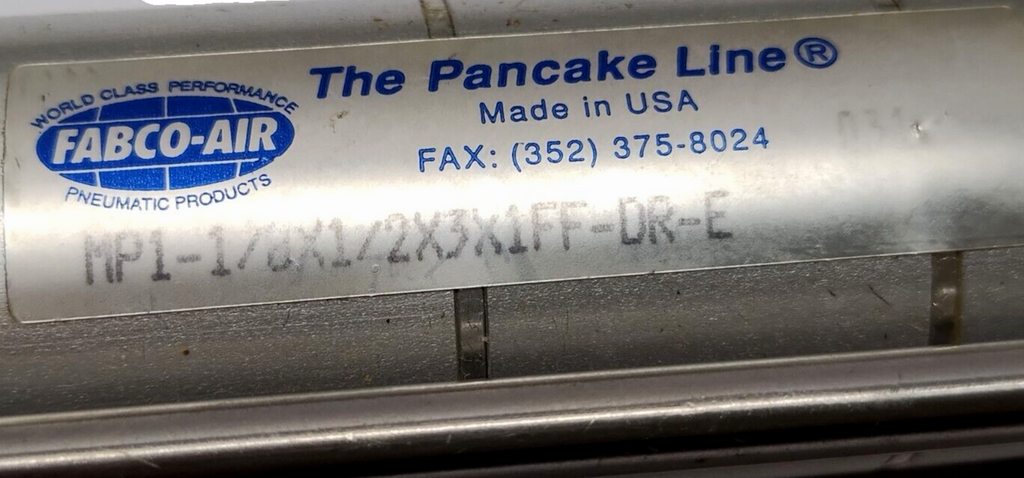 The Pancake Line®
Made in USA
FAX: (352) 375-8024
WORLD CLASS PERFORMANCE
FABCO-AIR
PNEUMATIC PRODUCTS
MP1-1/8X1/2X3X1FF-DR-E